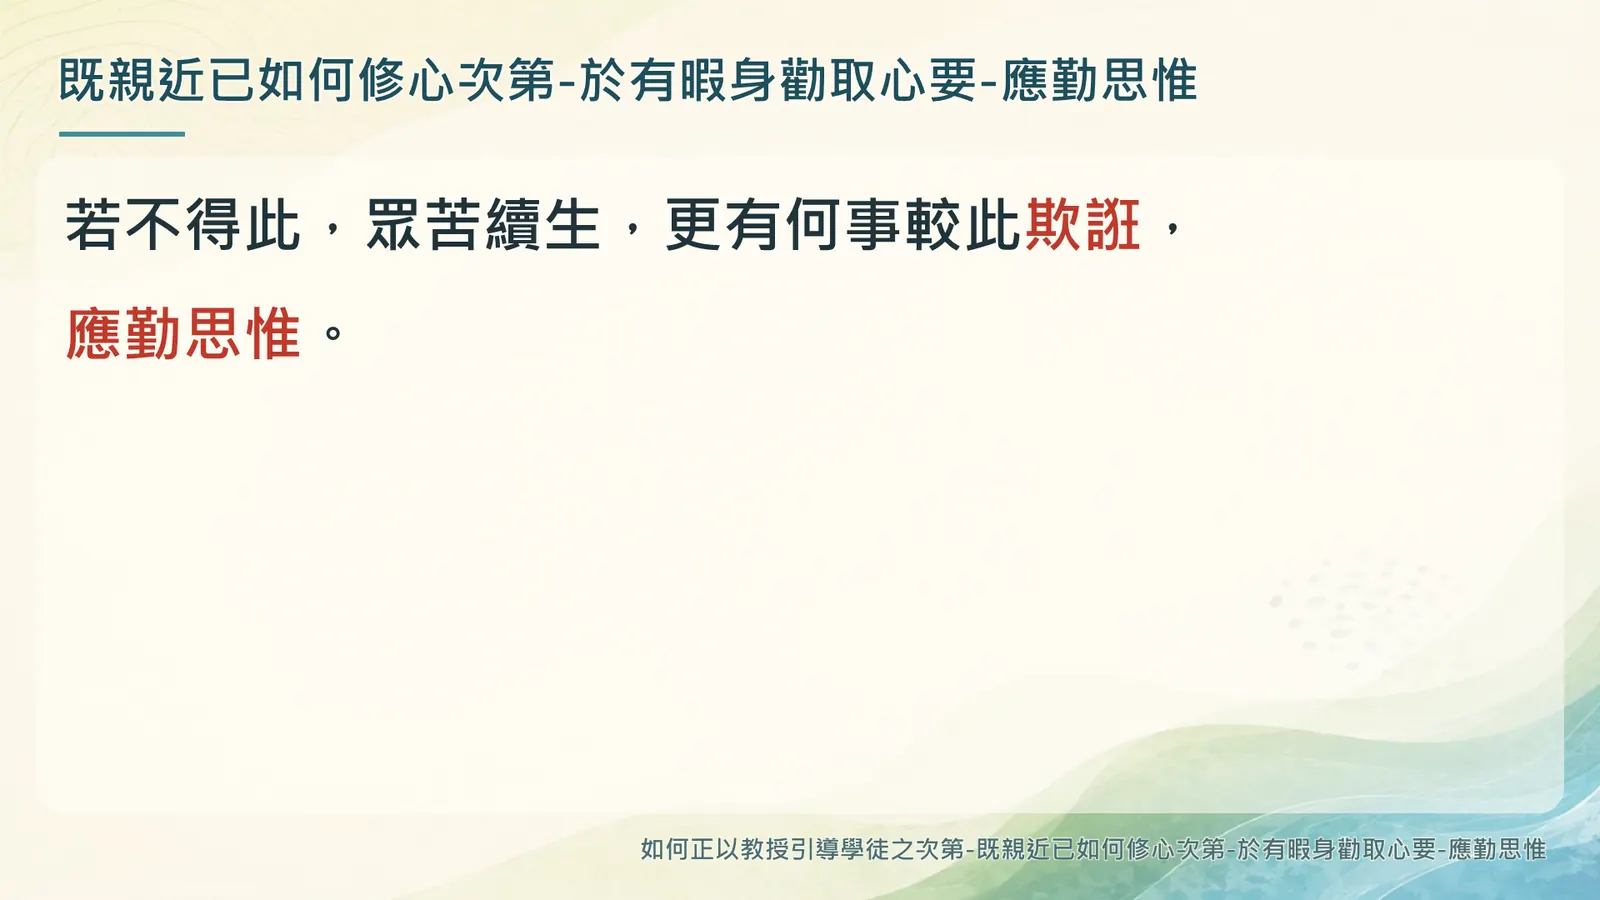 既親近已如何修心次第-於有暇身勸取心要-應勤思惟
若不得此，眾苦續生，更有何事較此欺誑，
應勤思惟。
如何正以教授引導學徒之次第-既親近已如何修心次第-於有暇身勸取心要-應勤思惟